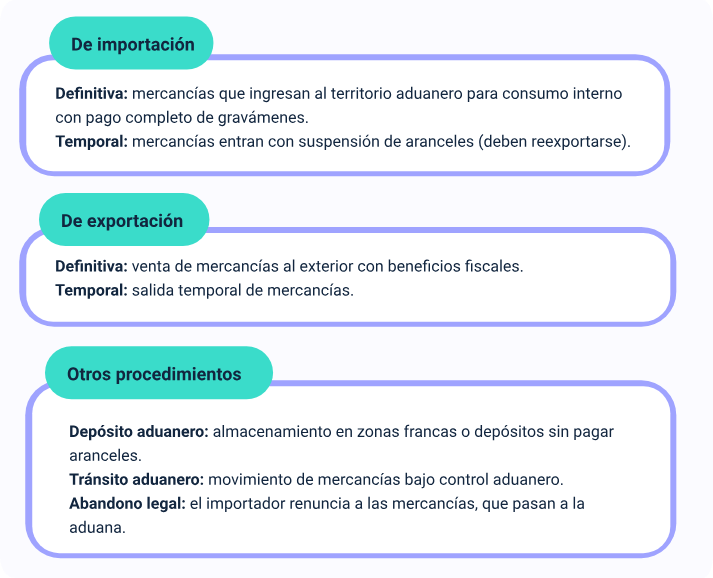 De importación
Definitiva: mercancías que ingresan al territorio aduanero para consumo interno
con pago completo de gravámenes.
Temporal: mercancías entran con suspensión de aranceles (deben reexportarse).
De exportación
Definitiva: venta de mercancías al exterior con beneficios fiscales.
Temporal: salida temporal de mercancías.
Otros procedimientos
Depósito aduanero: almacenamiento en zonas francas o depósitos sin pagar
aranceles.
Tránsito aduanero: movimiento de mercancías bajo control aduanero.
Abandono legal: el importador renuncia a las mercancías, que pasan a la
aduana.